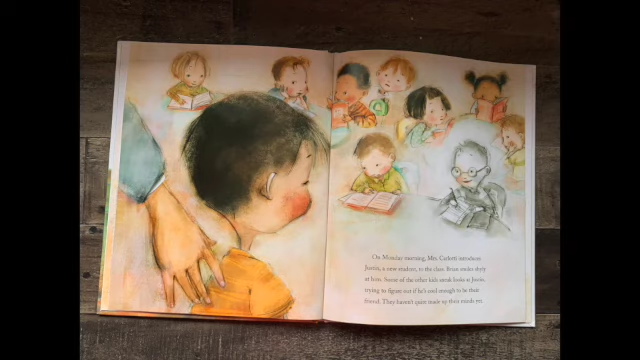 On Monday morning, Mrs. Carlotti introduces
Justin, a new student, to the class. Brian smiles shyly
at him. Some of the other kids sneak looks at Justin,
trying to figure out if he's cool enough to be their
friend. They haven't quite made up their minds yet.